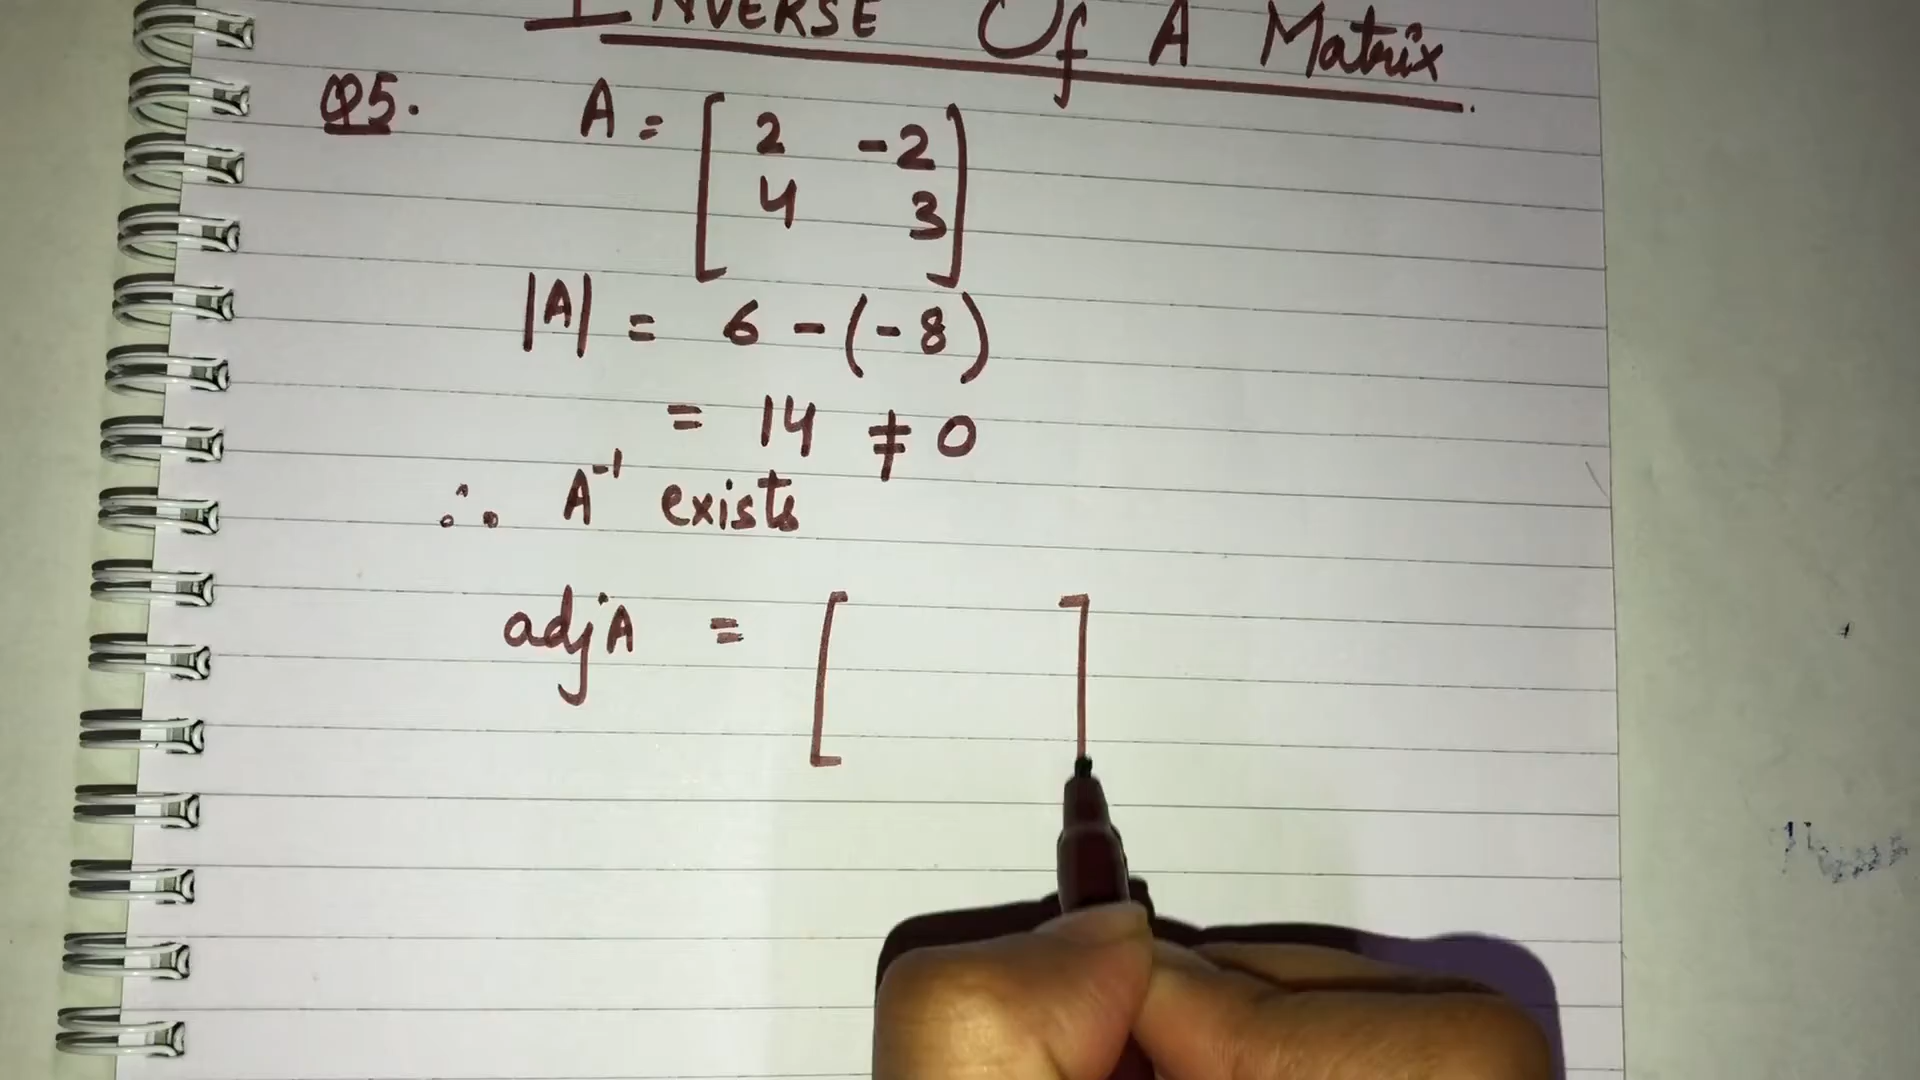 INVERSE Of A Matrix.
Q5. A = [ 2 -2
4 3 ]
|A| = 6 - (-8)
= 14 ≠ 0
∴ A⁻¹ exists
adj A = [ ]